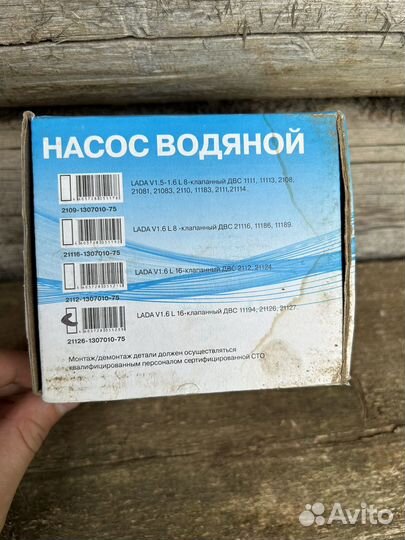 НАСОС ВОДЯНОЙ
LADA V1.5-1.6 L 8-клапанный ДВС 1111, 11113, 2108,
21081, 21083, 2110, 11183, 2111,21114.
2109-1307010-75
LADA V1.6 L 8 -клапанный ДВС 21116, 11186, 11189.
21116-1307010-75
LADA V1.6 L 16-клапанный ДВС 2112, 21124.
2112-1307010-75
LADA V1.6 L 16-клапанный ДВС 11194, 21126, 21127.
21126-1307010-75
Монтаж/демонтаж детали должен осуществляться
квалифицированным персоналом сертифицированной СТО
Avito